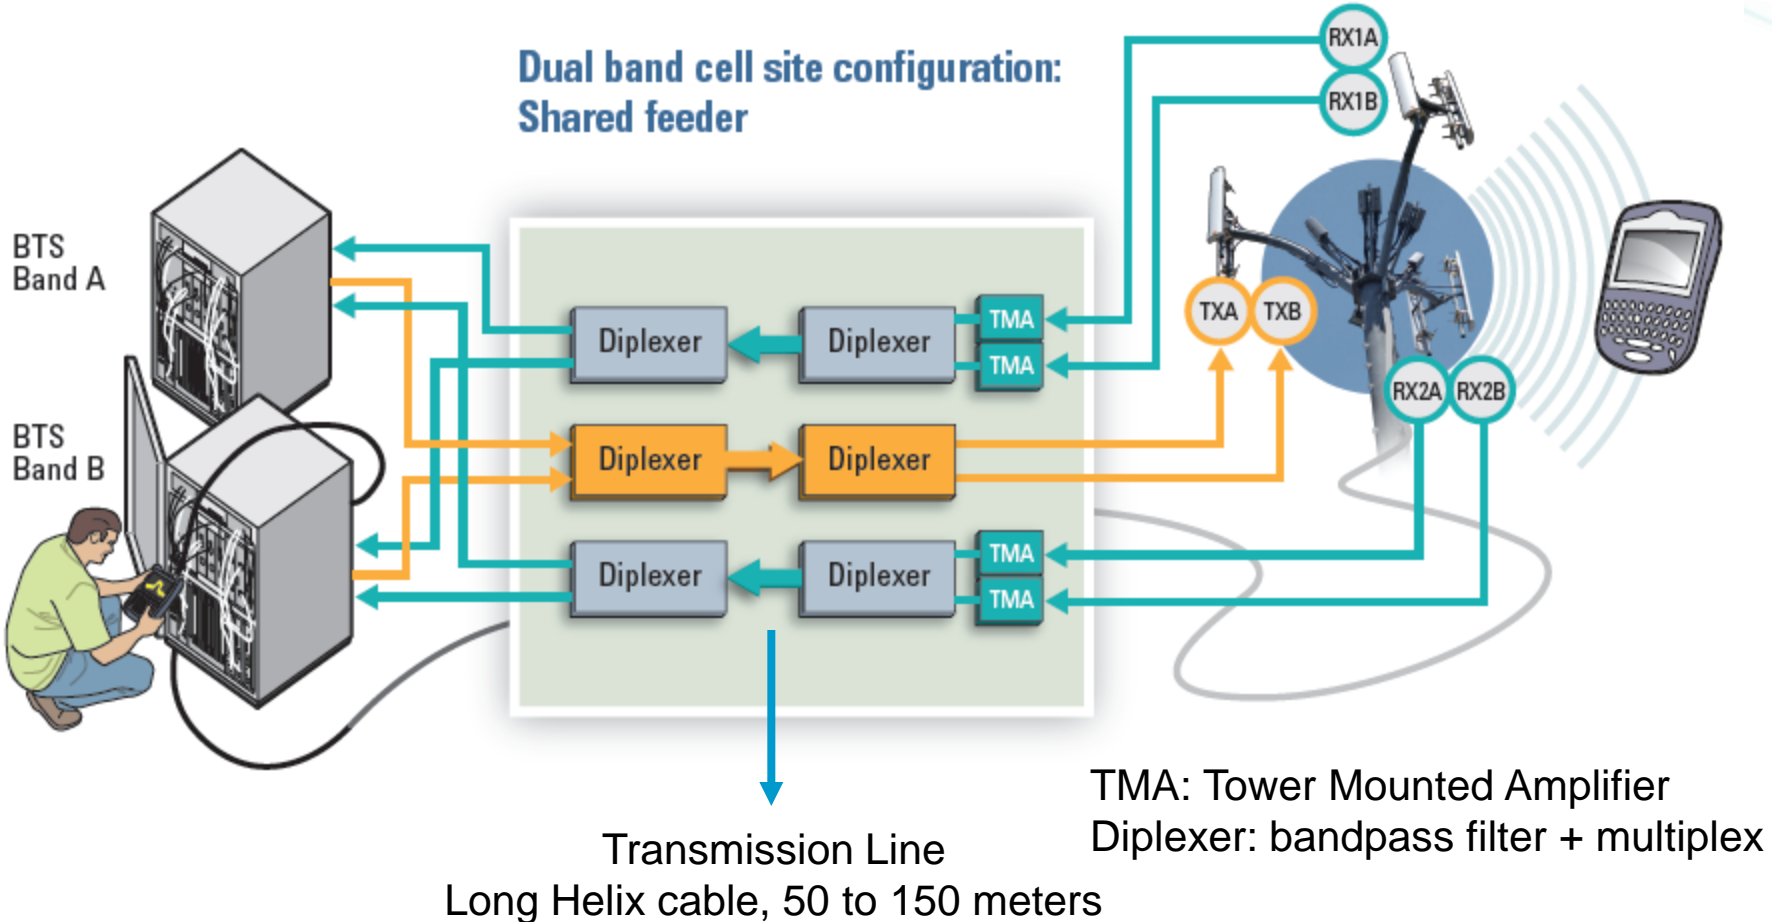 Dual band cell site configuration:
Shared feeder
RX1A
RX1B
BTS
Band A
TXA
TXB
Diplexer
Diplexer
TMA
TMA
RX2A
RX2B
BTS
Band B
Diplexer
Diplexer
Diplexer
Diplexer
TMA
TMA
TMA: Tower Mounted Amplifier
Diplexer: bandpass filter + multiplex
Transmission Line
Long Helix cable, 50 to 150 meters